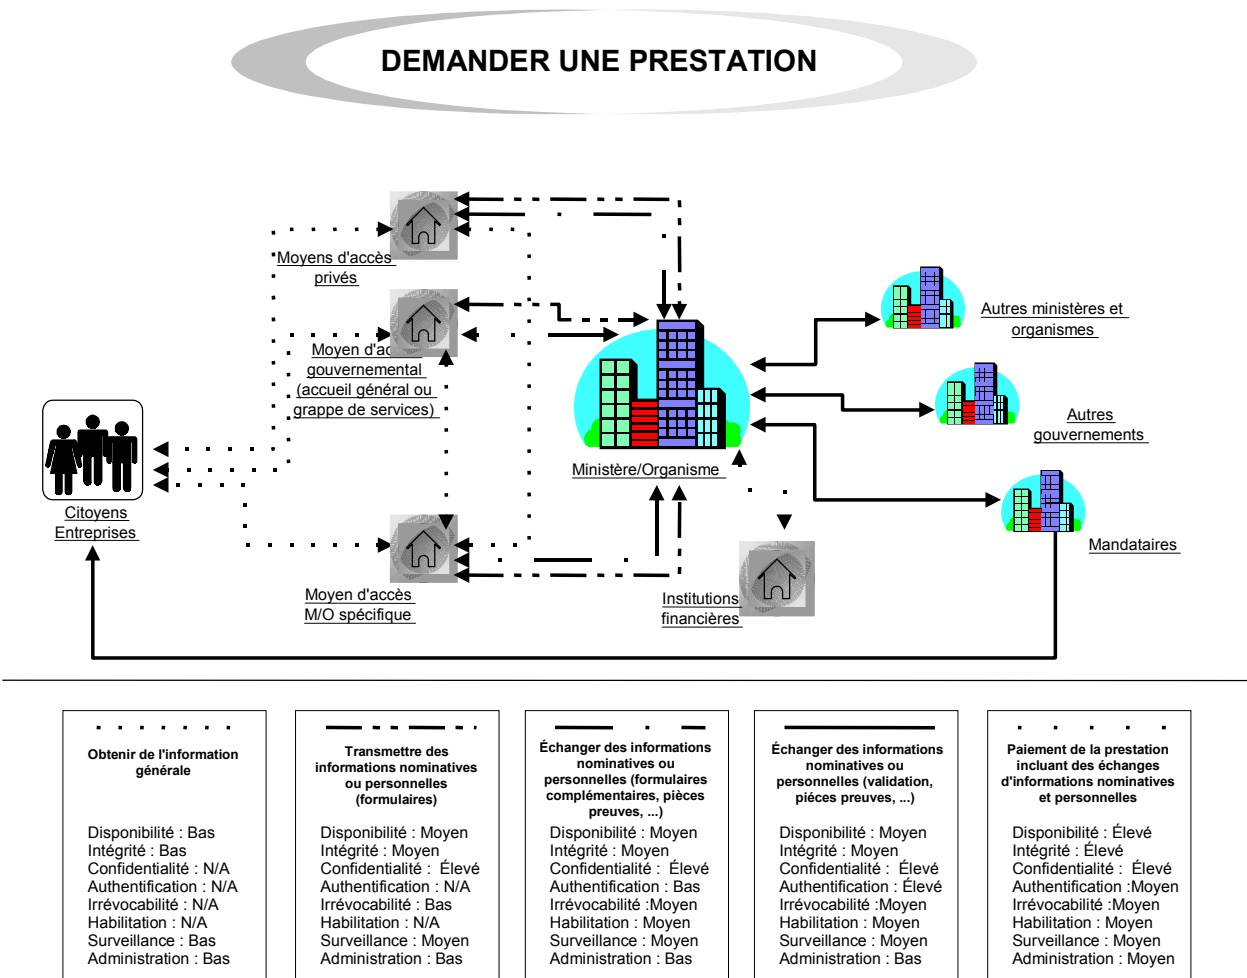 DEMANDER UNE PRESTATION
Moyens d'accès
privés
Moyen d'ac
gouvernemental
(accueil général ou
grappe de services)
Citoyens
Entreprises
Moyen d'accès
M/O spécifique
Ministère/Organisme
Institutions
financières
Autres ministères et
organismes
Autres
gouvernements
Mandataires
Obtenir de l'information
générale
Disponibilité : Bas
Intégrité : Bas
Confidentialité : N/A
Authentification : N/A
Irrévocabilité : N/A
Habilitation : N/A
Surveillance : Bas
Administration : Bas
Transmettre des
informations nominatives
ou personnelles
(formulaires)
Disponibilité : Moyen
Intégrité : Moyen
Confidentialité : Élevé
Authentification : N/A
Irrévocabilité : Bas
Habilitation : N/A
Surveillance : Moyen
Administration : Bas
Échanger des informations
nominatives ou
personnelles (formulaires
complémentaires, pièces
preuves, ...)
Disponibilité : Moyen
Intégrité : Moyen
Confidentialité : Élevé
Authentification : Bas
Irrévocabilité :Moyen
Habilitation : Moyen
Surveillance : Moyen
Administration : Bas
Échanger des informations
nominatives ou
personnelles (validation,
piéces preuves, ...)
Disponibilité : Moyen
Intégrité : Moyen
Confidentialité : Élevé
Authentification : Élevé
Irrévocabilité :Moyen
Habilitation : Moyen
Surveillance : Moyen
Administration : Bas
Paiement de la prestation
incluant des échanges
d'informations nominatives
et personnelles
Disponibilité : Élevé
Intégrité : Élevé
Confidentialité : Élevé
Authentification :Moyen
Irrévocabilité : Moyen
Habilitation : Moyen
Surveillance : Moyen
Administration : Moyen